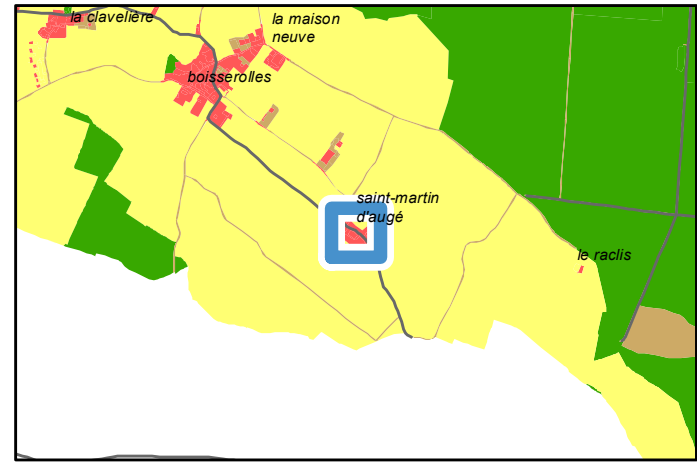 la clavelière
la maison
neuve
boisserolles
saint-martin
d'augé
le raclis